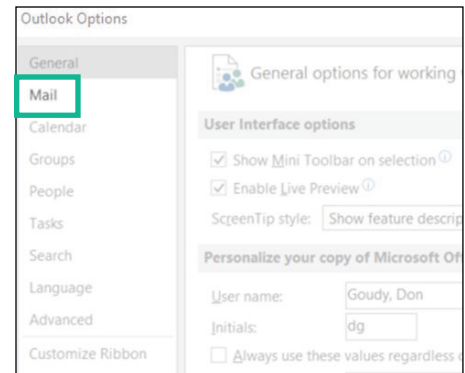 Outlook Options
General
Mail
Calendar
Groups
People
Tasks
Search
Language
Advanced
Customize Ribbon
General options for working
User Interface options
Show Mini Toolbar on selection
Enable Live Preview
ScreenTip style: Show feature descrip
Personalize your copy of Microsoft Off
User name: Goudy, Don
Initials: dg
Always use these values regardless o